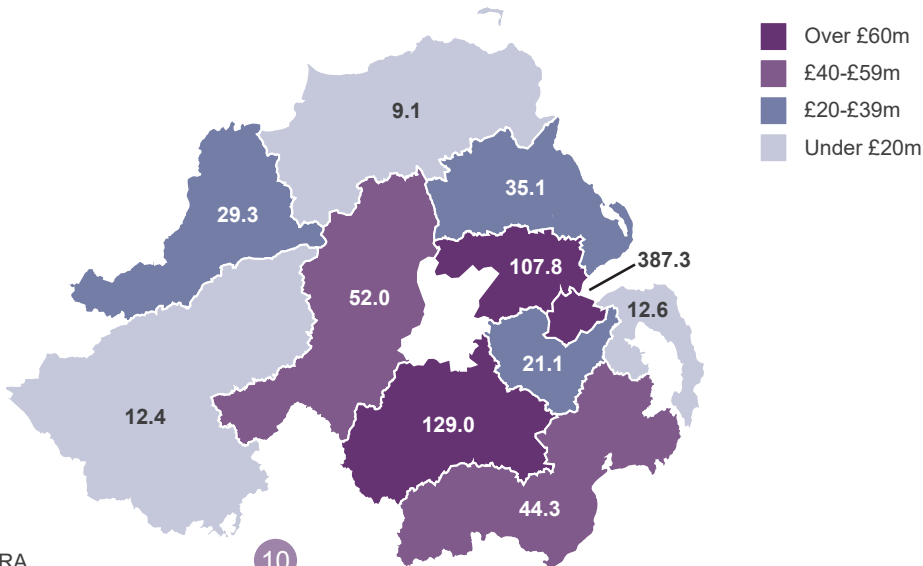 Over £60m
£40-£59m
£20-£39m
Under £20m
9.1
35.1
29.3
387.3
107.8
52.0
12.6
21.1
12.4
129.0
44.3
RA
10